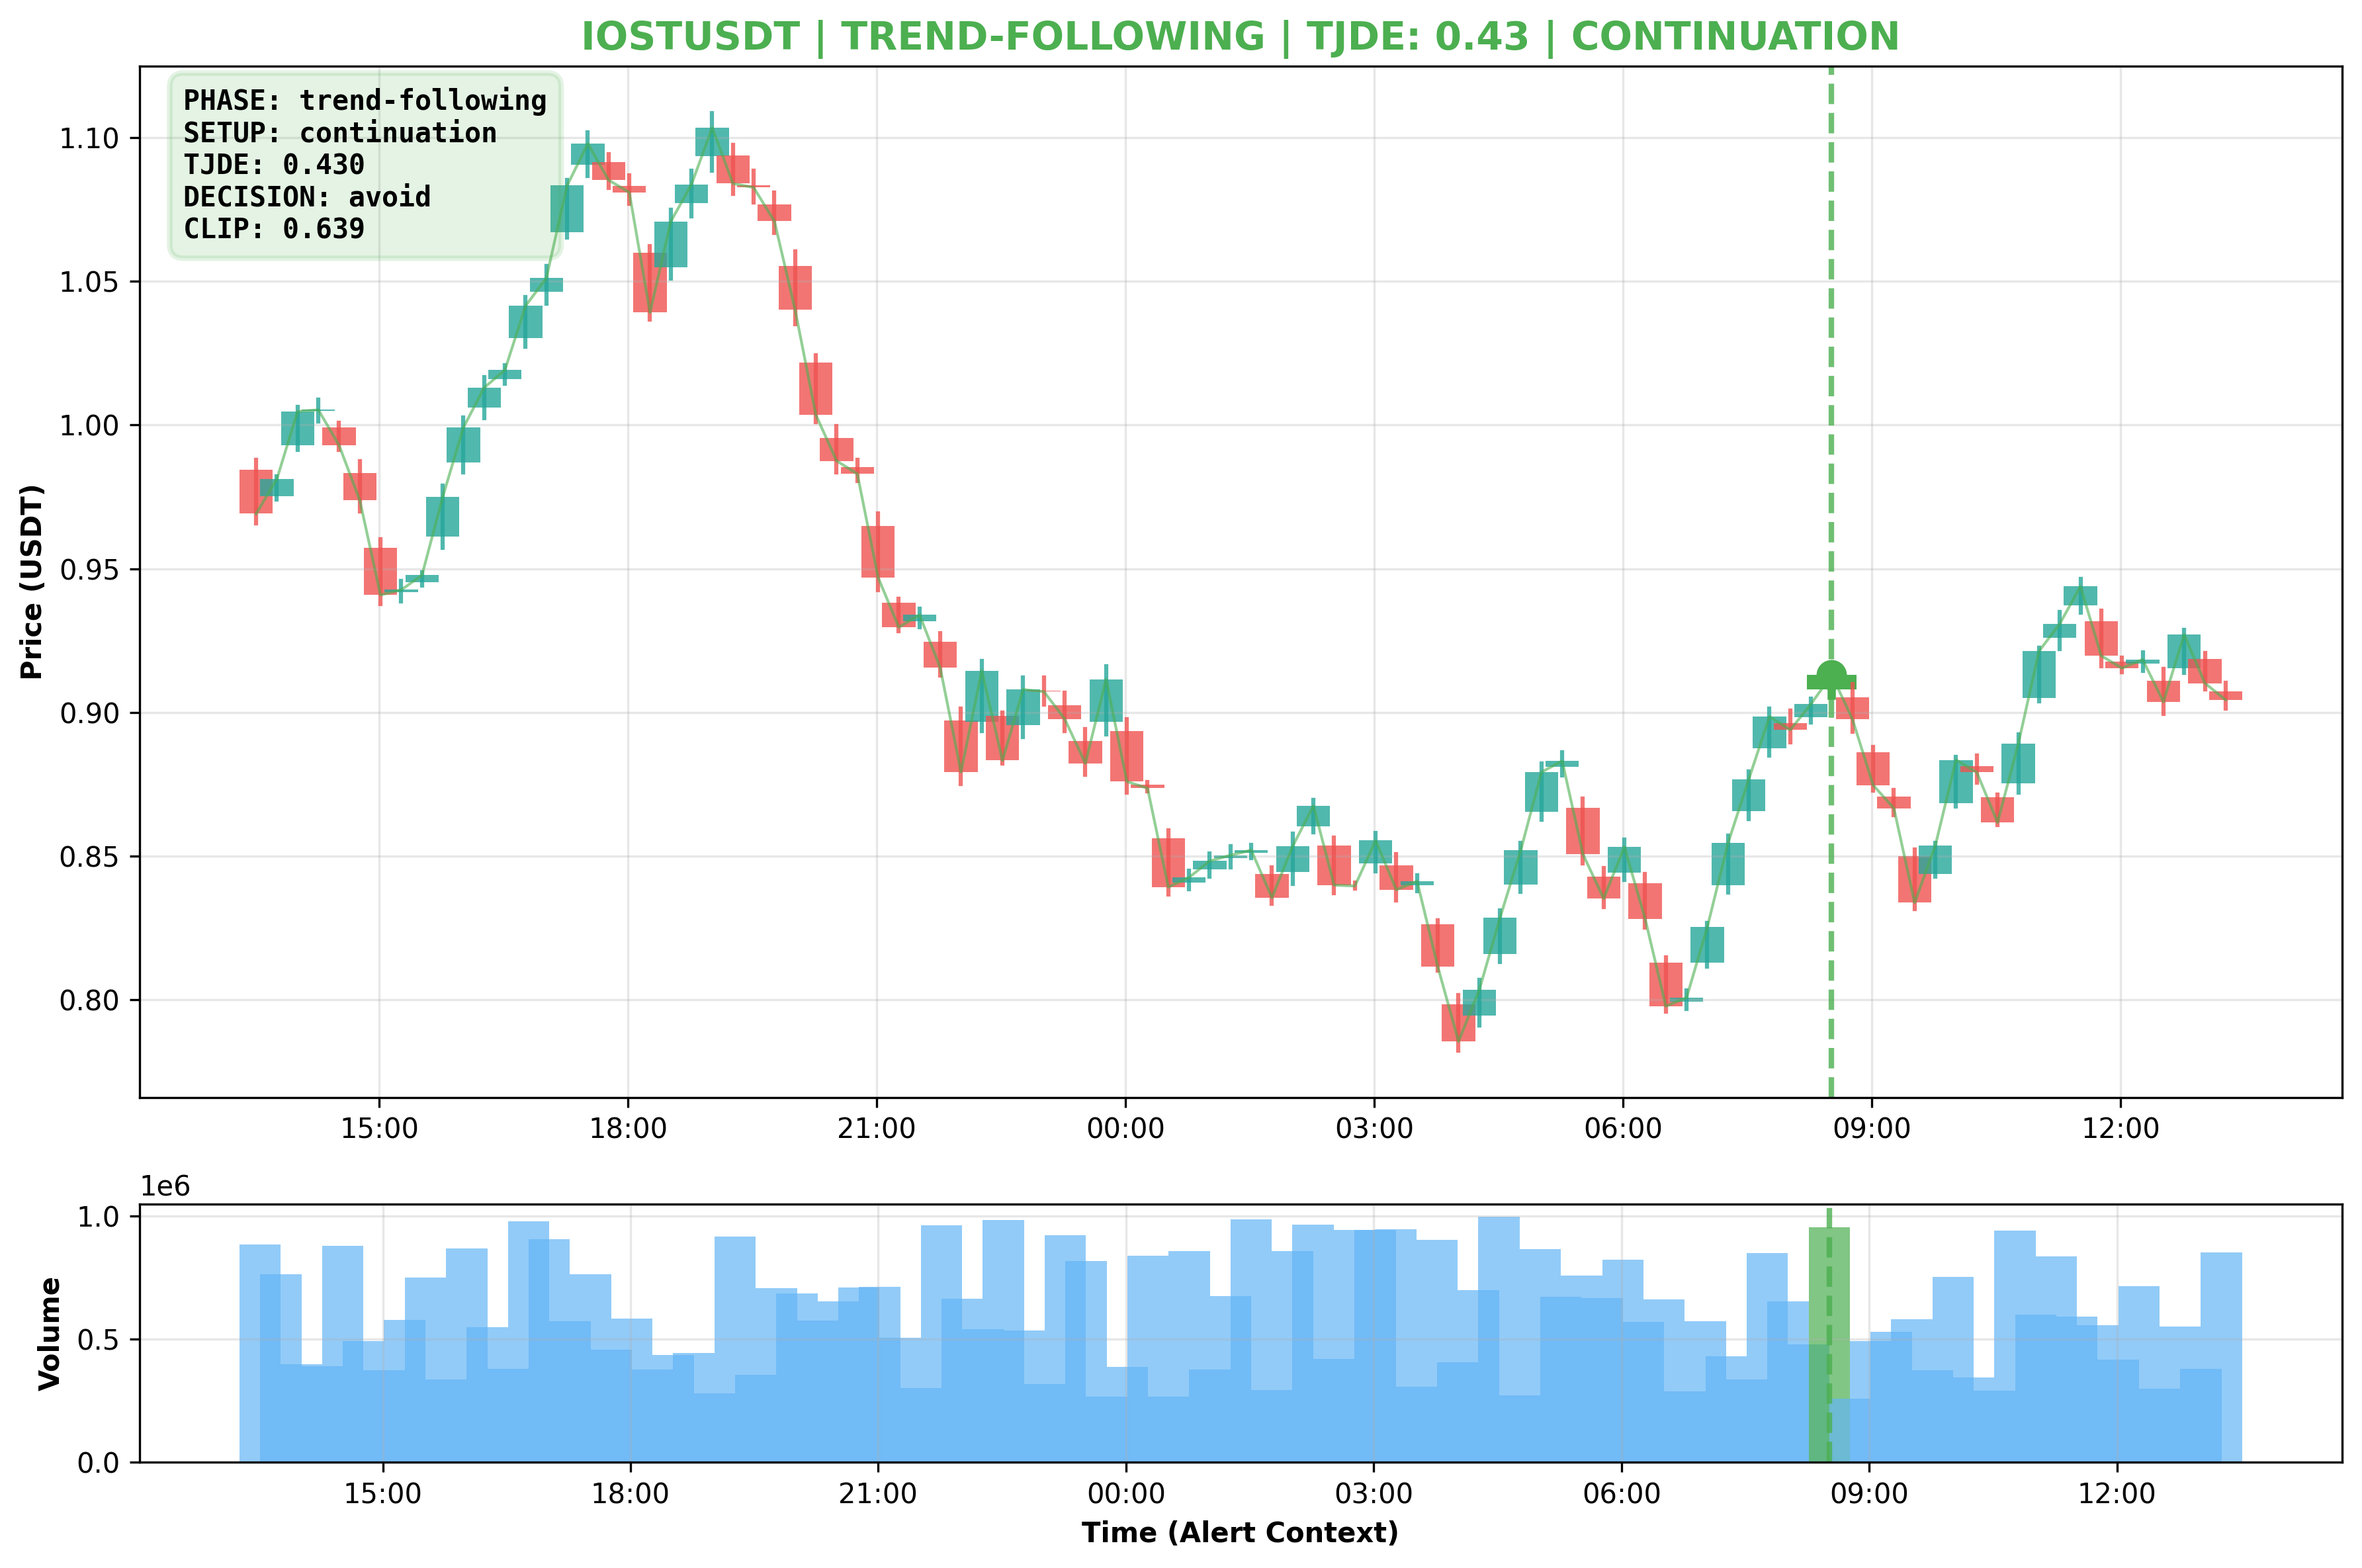 IOSTUSDT | TREND-FOLLOWING | TJDE: 0.43 | CONTINUATION
PHASE: trend-following
SETUP: continuation
TJDE: 0.430
DECISION: avoid
CLIP: 0.639
Price (USDT)
1.10
1.05
1.00
0.95
0.90
0.85
0.80
15:00 18:00 21:00 00:00 03:00 06:00 09:00 12:00
1e6
Volume
1.0
0.5
0.0
15:00 18:00 21:00 00:00 03:00 06:00 09:00 12:00
Time (Alert Context)